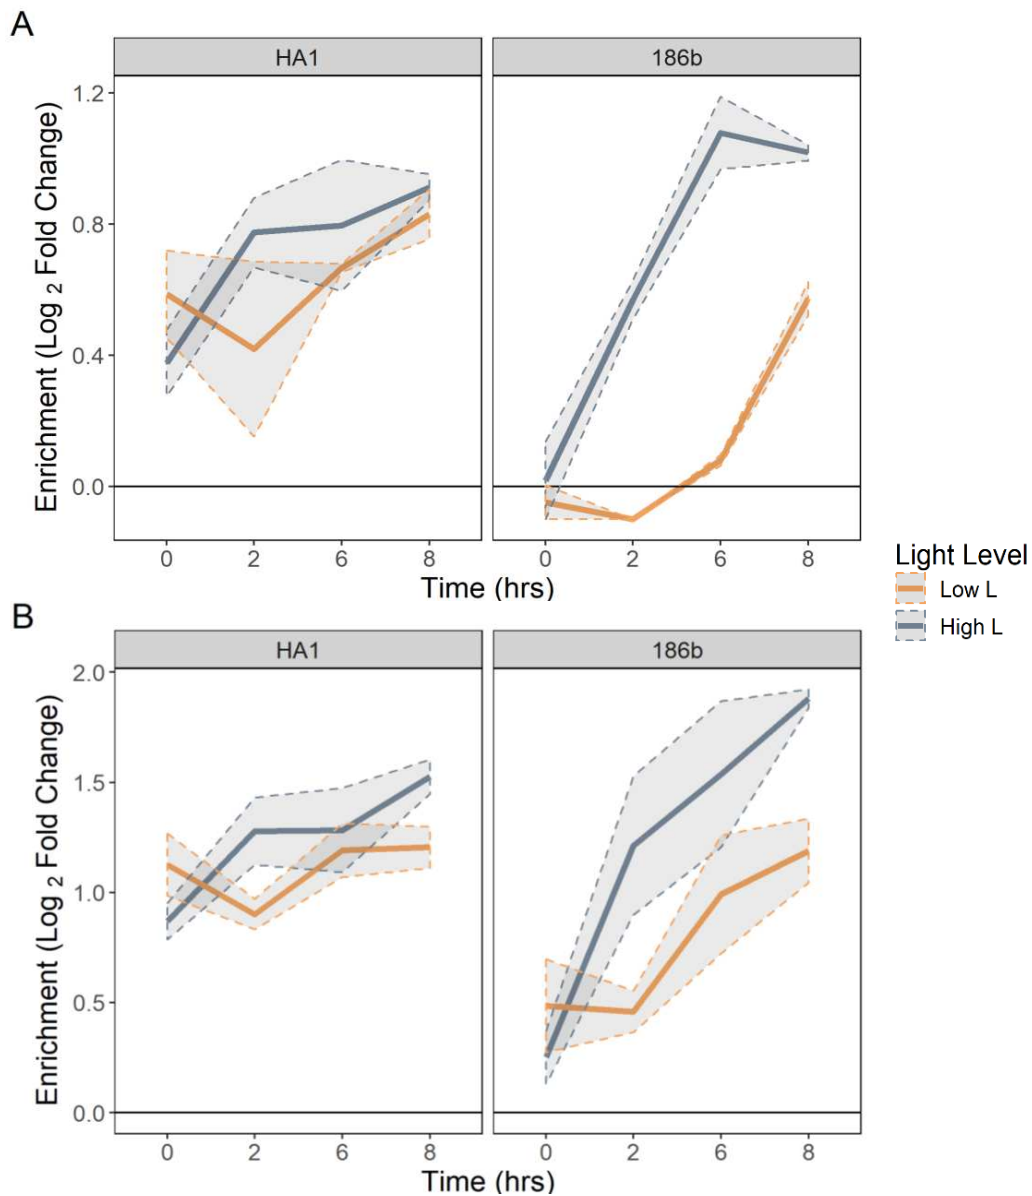 A
HA1
186b
Enrichment (Log 2 Fold Change)
1.2
0.8
0.4
0.0
0 2 6 8
0 2 6 8
Time (hrs)
Light Level
Low L
High L
B
HA1
186b
Enrichment (Log 2 Fold Change)
2.0
1.5
1.0
0.5
0.0
0 2 6 8
0 2 6 8
Time (hrs)